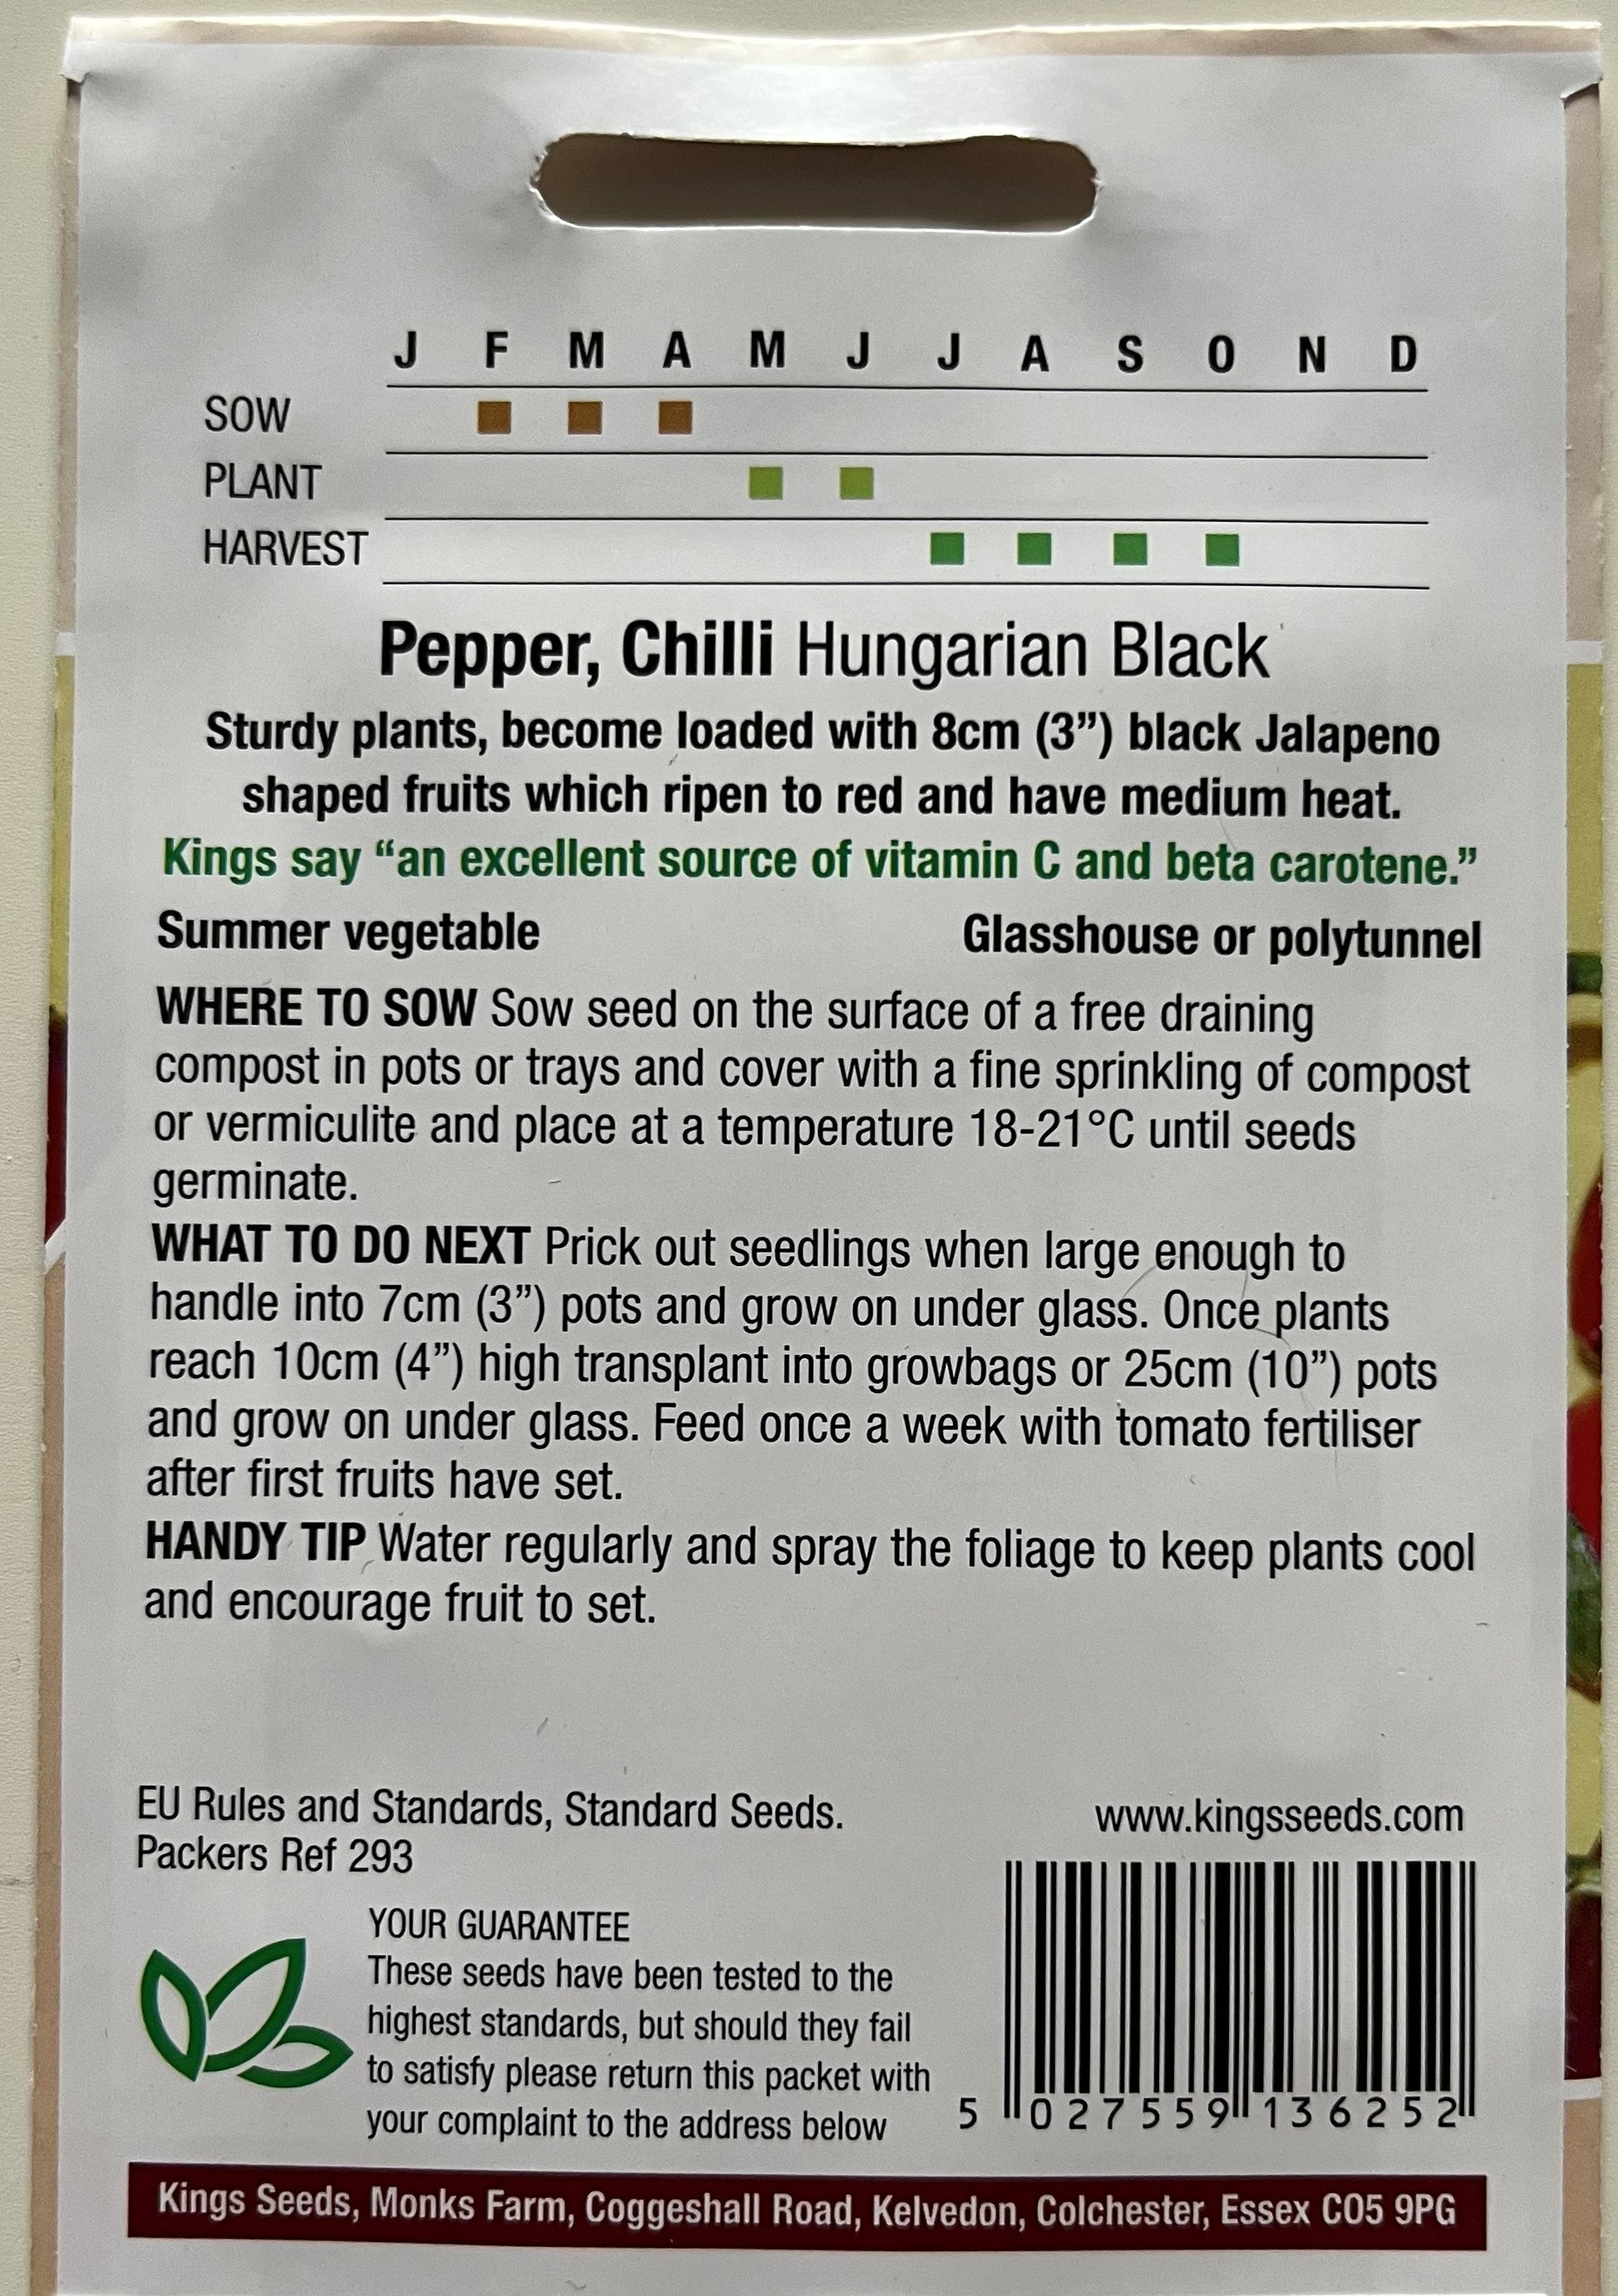 J F M A M J J A S O N D
SOW
PLANT
HARVEST
Pepper, Chilli Hungarian Black
Sturdy plants, become loaded with 8cm (3”) black Jalapeno
shaped fruits which ripen to red and have medium heat.
Kings say “an excellent source of vitamin C and beta carotene.”
Summer vegetable Glasshouse or polytunnel
WHERE TO SOW Sow seed on the surface of a free draining
compost in pots or trays and cover with a fine sprinkling of compost
or vermiculite and place at a temperature 18-21°C until seeds
germinate.
WHAT TO DO NEXT Prick out seedlings when large enough to
handle into 7cm (3”) pots and grow on under glass. Once plants
reach 10cm (4”) high transplant into growbags or 25cm (10”) pots
and grow on under glass. Feed once a week with tomato fertiliser
after first fruits have set.
HANDY TIP Water regularly and spray the foliage to keep plants cool
and encourage fruit to set.
EU Rules and Standards, Standard Seeds.
Packers Ref 293
www.kingsseeds.com
YOUR GUARANTEE
These seeds have been tested to the
highest standards, but should they fail
to satisfy please return this packet with
your complaint to the address below
5 027559 136252
Kings Seeds, Monks Farm, Coggeshall Road, Kelvedon, Colchester, Essex CO5 9PG